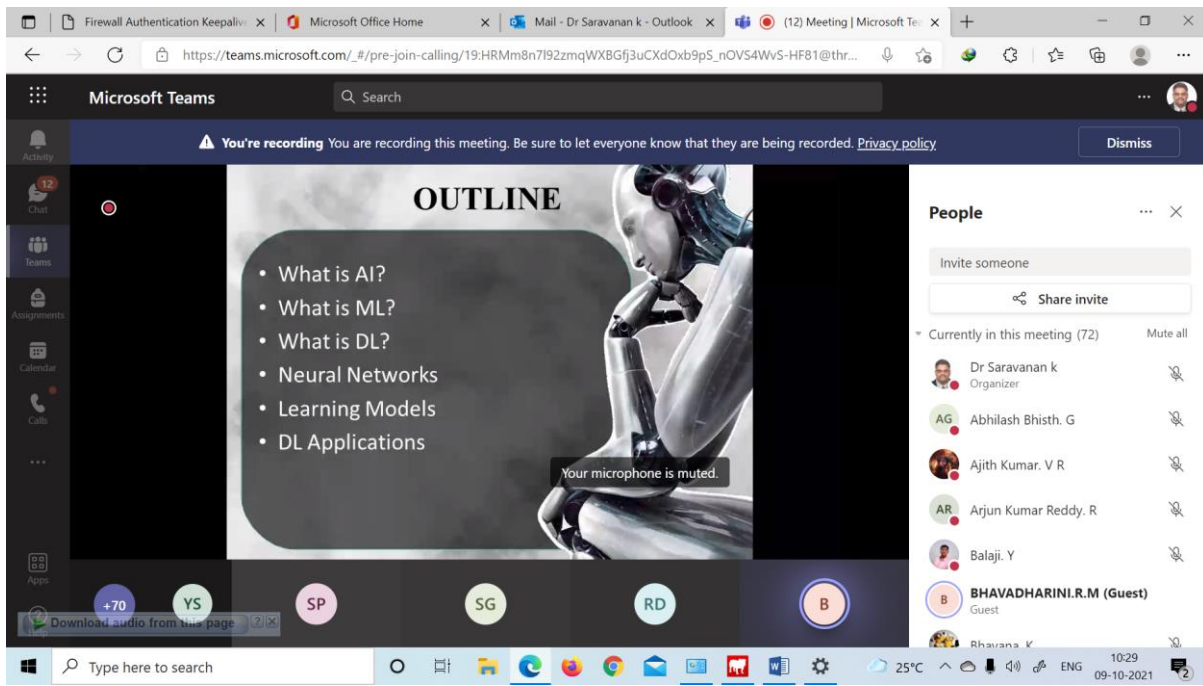 Firewall Authentication Keepaliv
Microsoft Office Home
Mail - Dr Saravanan k - Outlook
(12) Meeting | Microsoft Te
https://teams.microsoft.com/_#/pre-join-calling/19:HRMm8n7l92zmqWXBGfj3uCXdOxb9pS_nOVS4WvS-HF81@thr...
Microsoft Teams
Search
You're recording You are recording this meeting. Be sure to let everyone know that they are being recorded. Privacy policy
Dismiss
Activity
12
Chat
Teams
Assignments
Calendar
Calls
Apps
Help
OUTLINE
• What is AI?
• What is ML?
• What is DL?
• Neural Networks
• Learning Models
• DL Applications
Your microphone is muted.
+70
YS
SP
SG
RD
B
Download audio from this page
?
People
Invite someone
Share invite
Currently in this meeting (72)
Mute all
Dr Saravanan k
Organizer
AG
Abhilash Bhisth. G
Ajith Kumar. V R
AR
Arjun Kumar Reddy. R
Balaji. Y
B
BHAVADHARINI.R.M (Guest)
Guest
Bhavana. K
Type here to search
25°C
ENG
10:29
09-10-2021
2